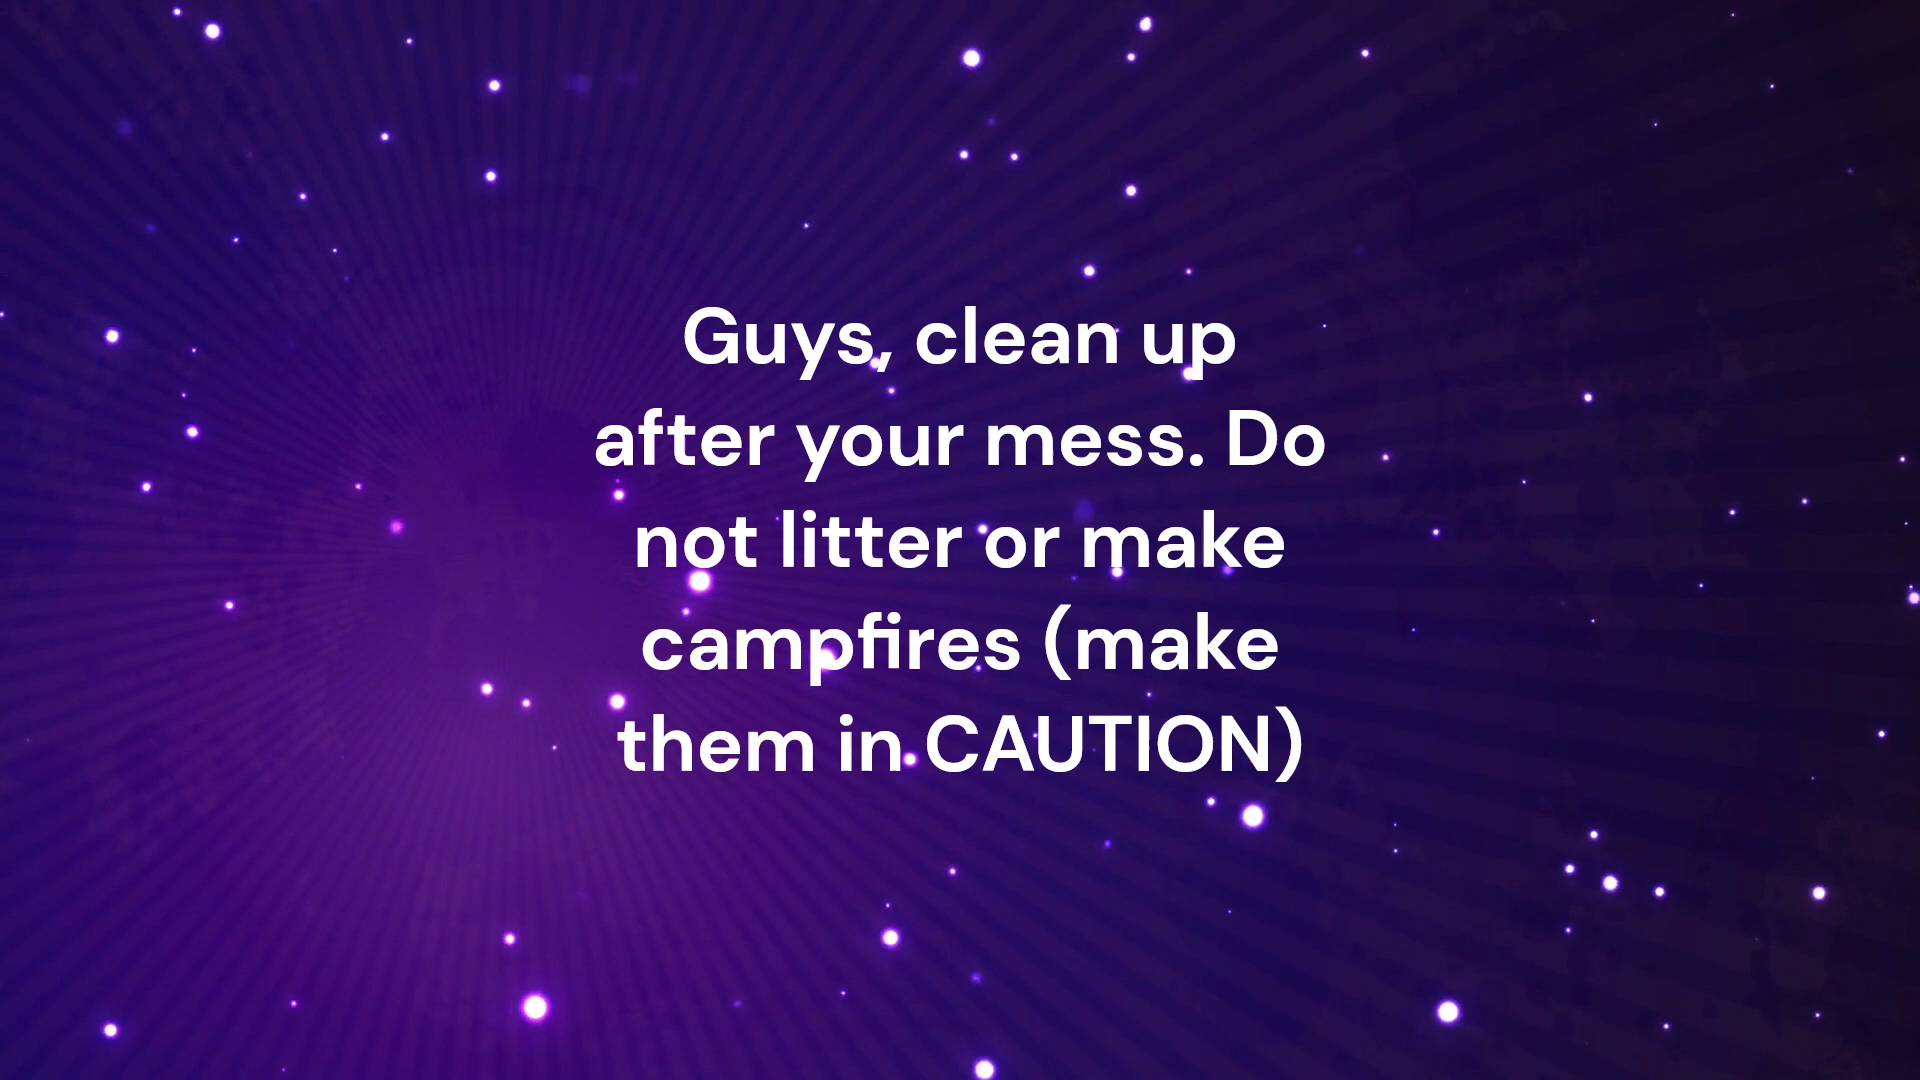 Guys, clean up
after your mess. Do
not litter or make
campfires (make
them in CAUTION)